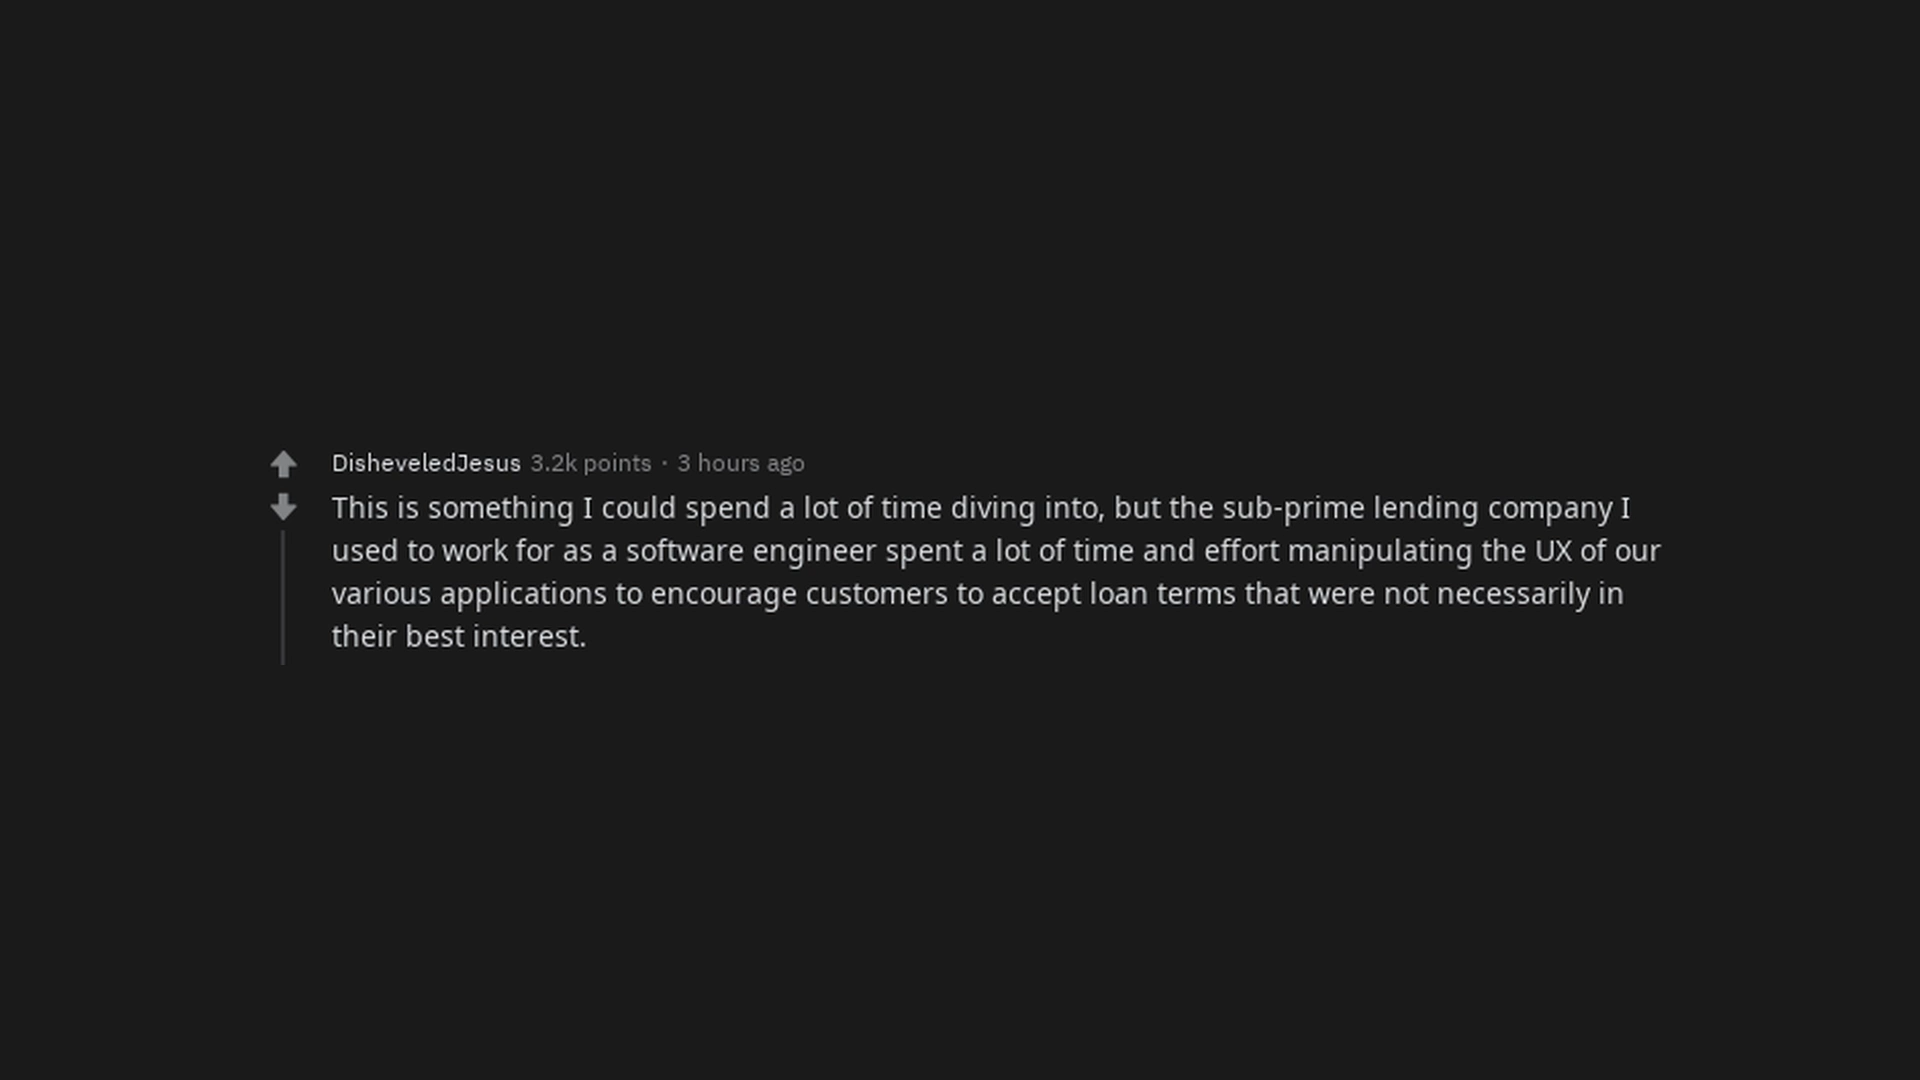 DisheveledJesus 3.2k points · 3 hours ago
This is something I could spend a lot of time diving into, but the sub-prime lending company I
used to work for as a software engineer spent a lot of time and effort manipulating the UX of our
various applications to encourage customers to accept loan terms that were not necessarily in
their best interest.